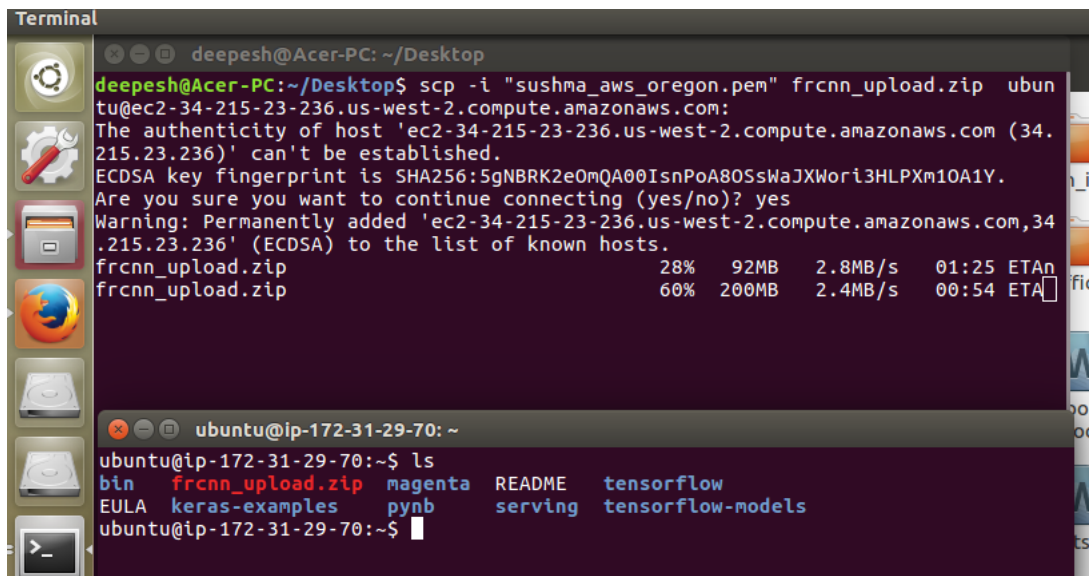 Terminal
deepesh@Acer-PC: ~/Desktop
deepesh@Acer-PC:~/Desktop$ scp -i "sushma_aws_oregon.pem" frcnn_upload.zip  ubun
tu@ec2-34-215-23-236.us-west-2.compute.amazonaws.com:
The authenticity of host 'ec2-34-215-23-236.us-west-2.compute.amazonaws.com (34.
215.23.236)' can't be established.
ECDSA key fingerprint is SHA256:5gNBRK2eOmQA00IsnPoA8OSsWaJXWori3HLPXm1OA1Y.
Are you sure you want to continue connecting (yes/no)? yes
Warning: Permanently added 'ec2-34-215-23-236.us-west-2.compute.amazonaws.com,34
.215.23.236' (ECDSA) to the list of known hosts.
frcnn_upload.zip 28% 92MB 2.8MB/s 01:25 ETAn
frcnn_upload.zip 60% 200MB 2.4MB/s 00:54 ETA
ubuntu@ip-172-31-29-70: ~
ubuntu@ip-172-31-29-70:~$ ls
bin frcnn_upload.zip magenta README tensorflow
EULA keras-examples pynb serving tensorflow-models
ubuntu@ip-172-31-29-70:~$